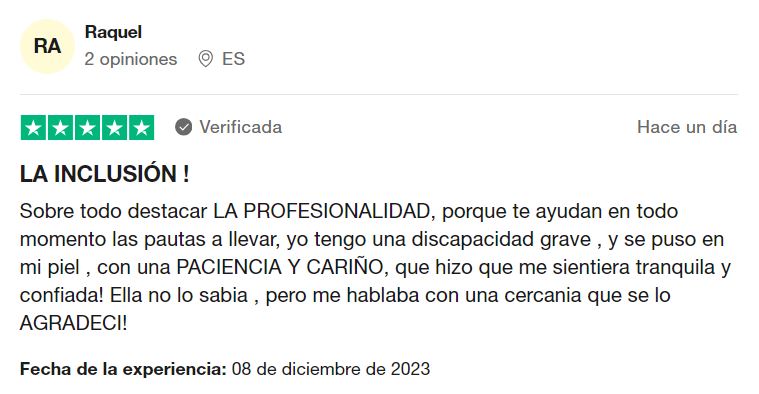 RA
Raquel
2 opiniones ES
Verificada
Hace un día
LA INCLUSIÓN !
Sobre todo destacar LA PROFESIONALIDAD, porque te ayudan en todo
momento las pautas a llevar, yo tengo una discapacidad grave , y se puso en
mi piel , con una PACIENCIA Y CARIÑO, que hizo que me sientiera tranquila y
confiada! Ella no lo sabia , pero me hablaba con una cercania que se lo
AGRADECI!
Fecha de la experiencia: 08 de diciembre de 2023